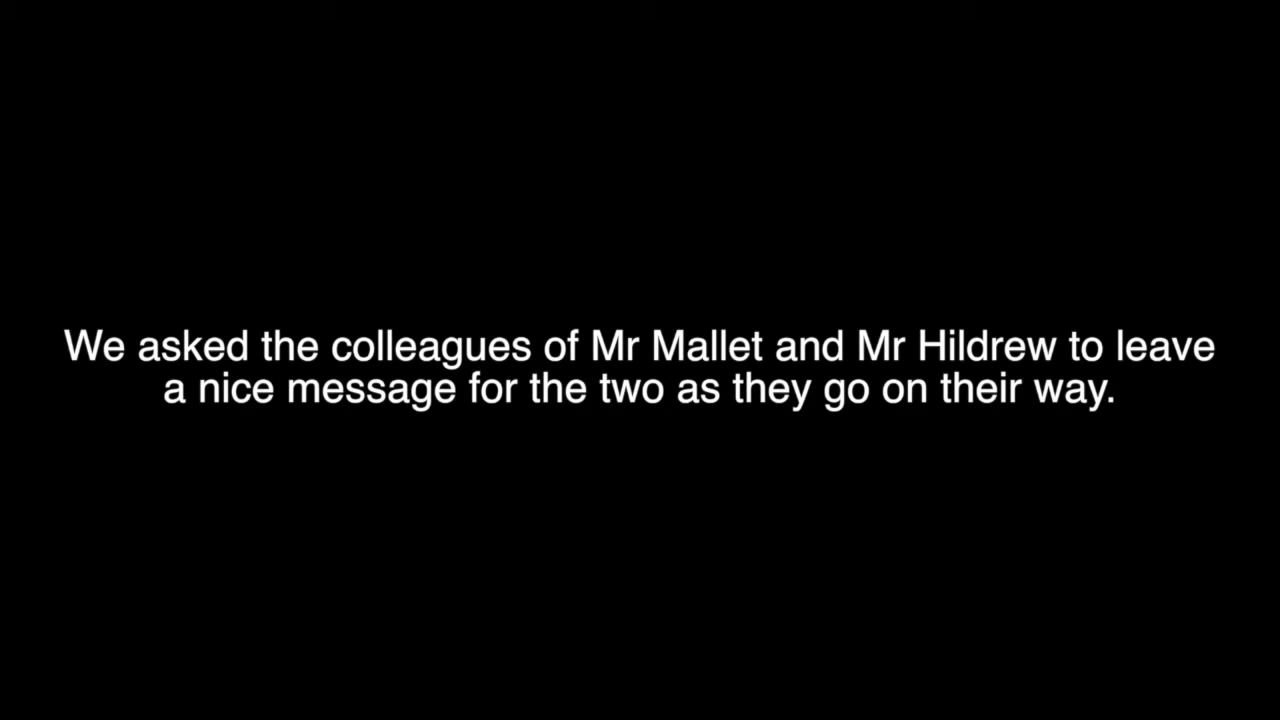 We asked the colleagues of Mr Mallet and Mr Hildrew to leave
a nice message for the two as they go on their way.